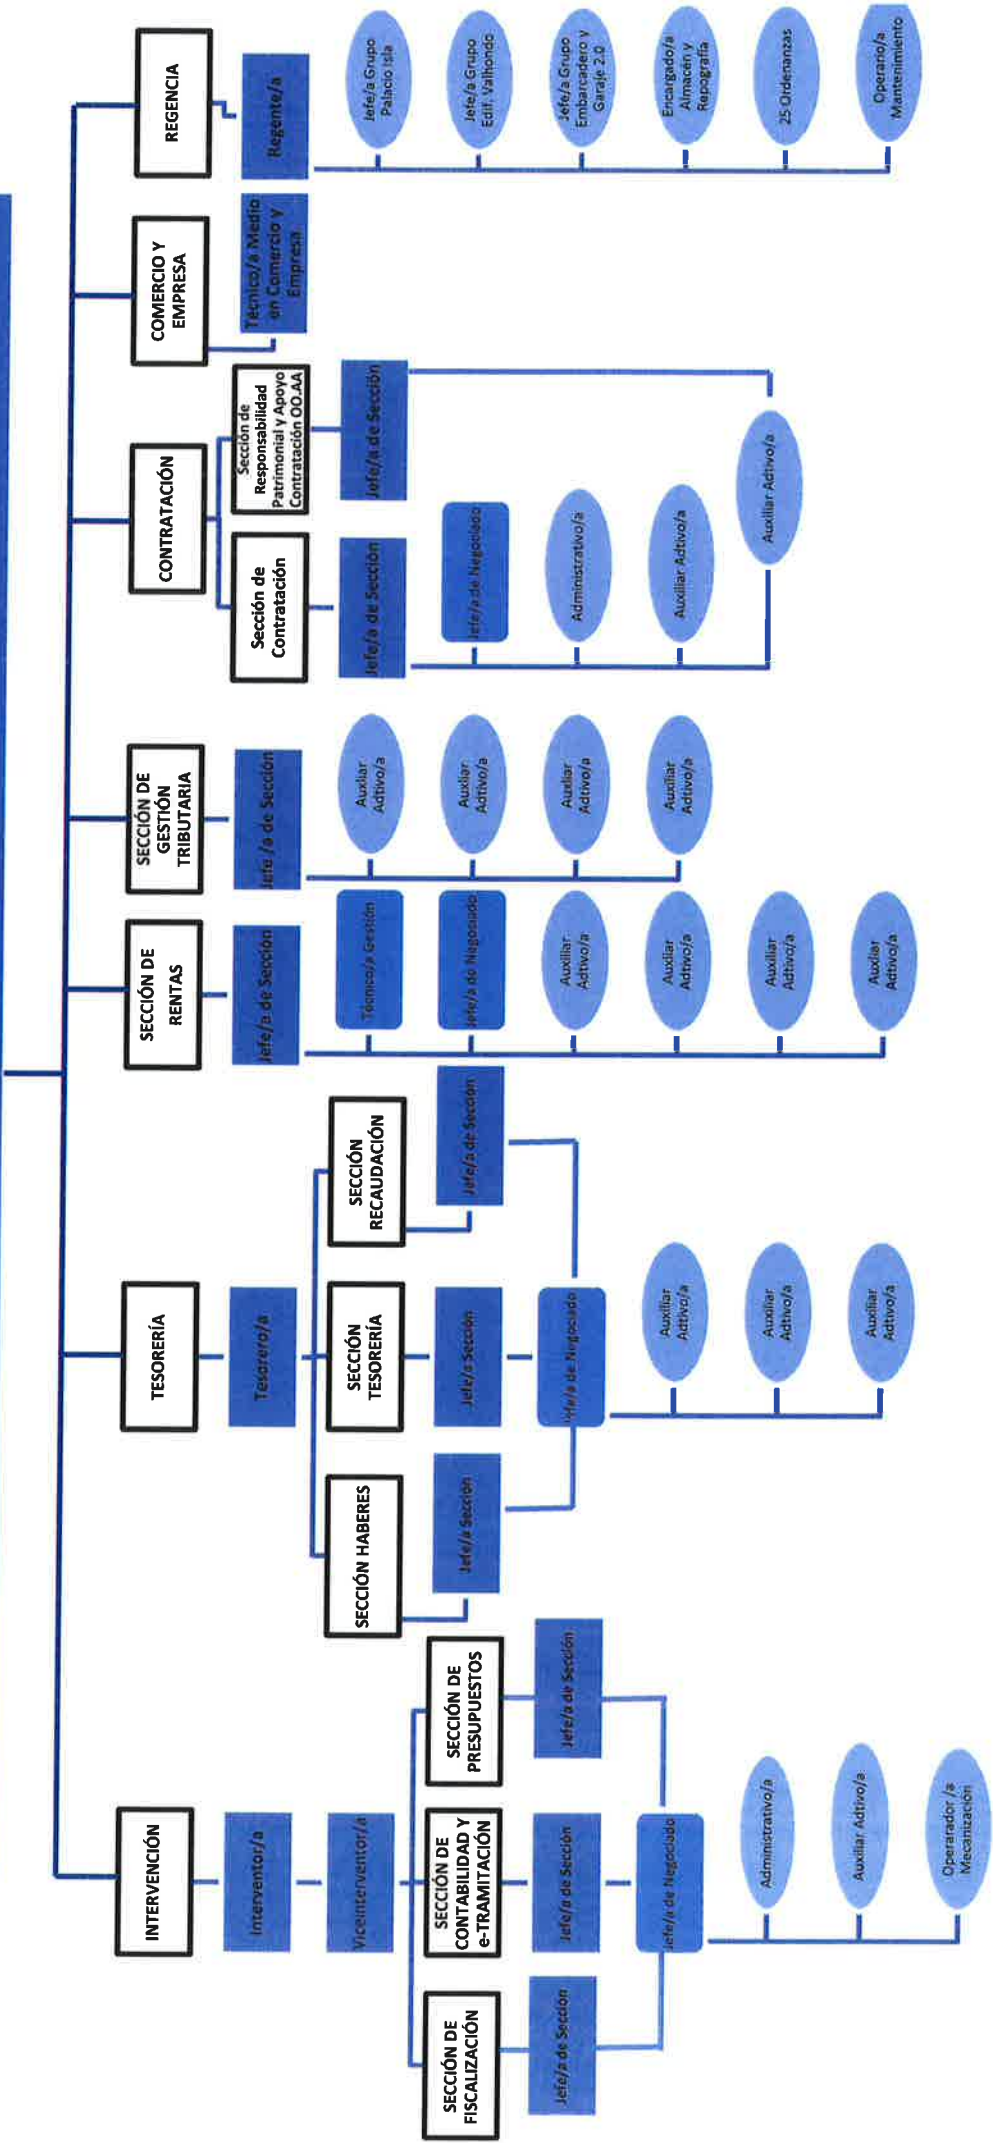 INTERVENCIÓN
Interventor/a
Viceinterventor/a
SECCIÓN DE
FISCALIZACIÓN
Jefe/a de Sección
SECCIÓN DE
CONTABILIDAD Y
e-TRAMITACIÓN
Jefe/a de Sección
SECCIÓN DE
PRESUPUESTOS
Jefe/a de Sección
Jefe/a de Negociado
Administrativo/a
Auxiliar Adtivo/a
Operarador /a
Mecanización
TESORERÍA
Tesorero/a
SECCIÓN HABERES
Jefe/a Sección
SECCIÓN
TESORERÍA
Jefe/a Sección
SECCIÓN
RECAUDACIÓN
Jefe/a de Sección
Jefe/a de Negociado
Auxiliar
Adtivo/a
Auxiliar
Adtivo/a
Auxiliar
Adtivo/a
SECCIÓN DE
RENTAS
Jefe/a de Sección
Técnico/a Gestión
Jefe/a de Negociado
Auxiliar
Adtivo/a
Auxiliar
Adtivo/a
Auxiliar
Adtivo/a
Auxliar
Adtivo/a
SECCIÓN DE
GESTIÓN
TRIBUTARIA
Jefe /a de Sección
Auxliar
Adtivo/a
Auxiliar
Adtivo/a
Auxiliar
Adtivo/a
Auxiliar
Adtivo/a
CONTRATACIÓN
Sección de
Contratación
Jefe/a de Sección
Jefe/a de Negociado
Administrativo/a
Auxiliar Adtivo/a
Sección de
Responsabilidad
Patrimonial y Apoyo
Contratación OO.AA
Jefe/a de Sección
Auxiliar Adtivo/a
COMERCIO Y
EMPRESA
Técnico/a Medio
en Comercio y
Empresa
REGENCIA
Regente/a
Jefe/a Grupo
Palacio Isla
Jefe/a Grupo
Edif. Valhondo
Jefe/a Grupo
Embarcadero y
Garaje 2.0
Encargado/a
Almacén y
Repografía
25 Ordenanzas
Operario/a
Mantenimiento